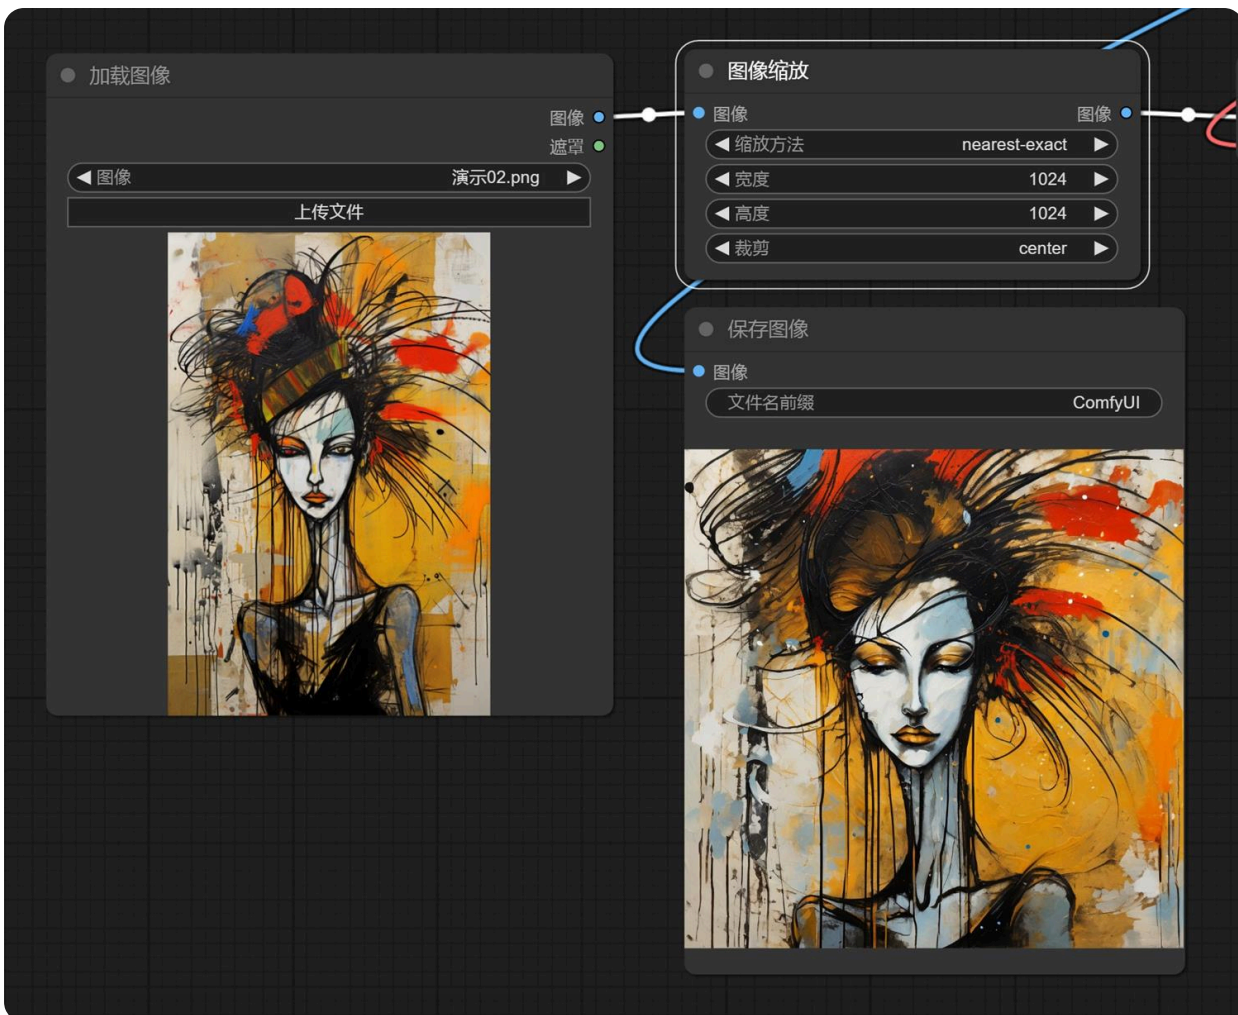 加载图像
图像
遮罩
图像 演示02.png
上传文件
图像缩放
图像 图像
缩放方法 nearest-exact
宽度 1024
高度 1024
裁剪 center
保存图像
图像
文件名前缀 ComfyUI